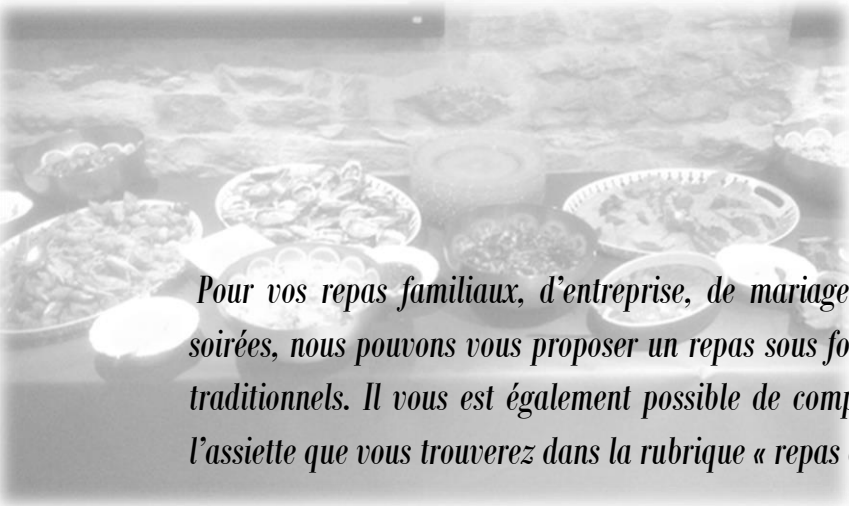 Pour vos repas familiaux, d’entreprise, de mariage
soirées, nous pouvons vous proposer un repas sous fo
traditionnels. Il vous est également possible de comp
l’assiette que vous trouverez dans la rubrique « repas